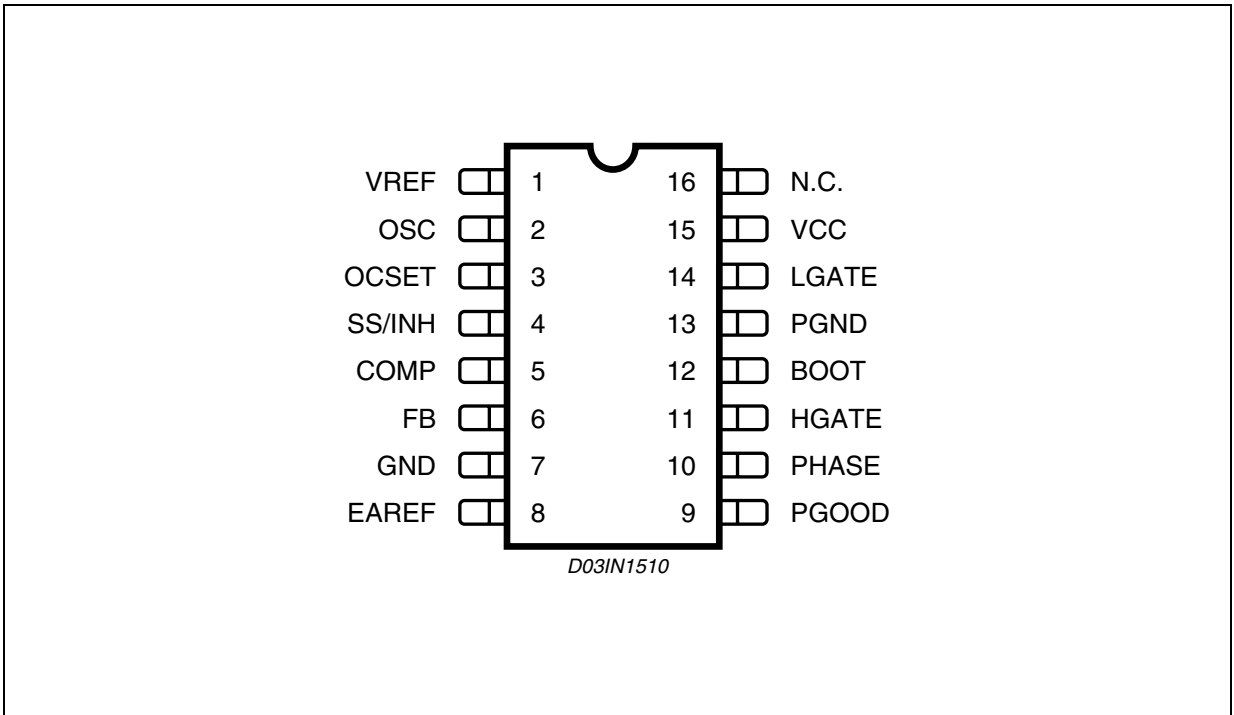 VREF 1 16 N.C.
OSC 2 15 VCC
OCSET 3 14 LGATE
SS/INH 4 13 PGND
COMP 5 12 BOOT
FB 6 11 HGATE
GND 7 10 PHASE
EAREF 8 9 PGOOD
D03IN1510